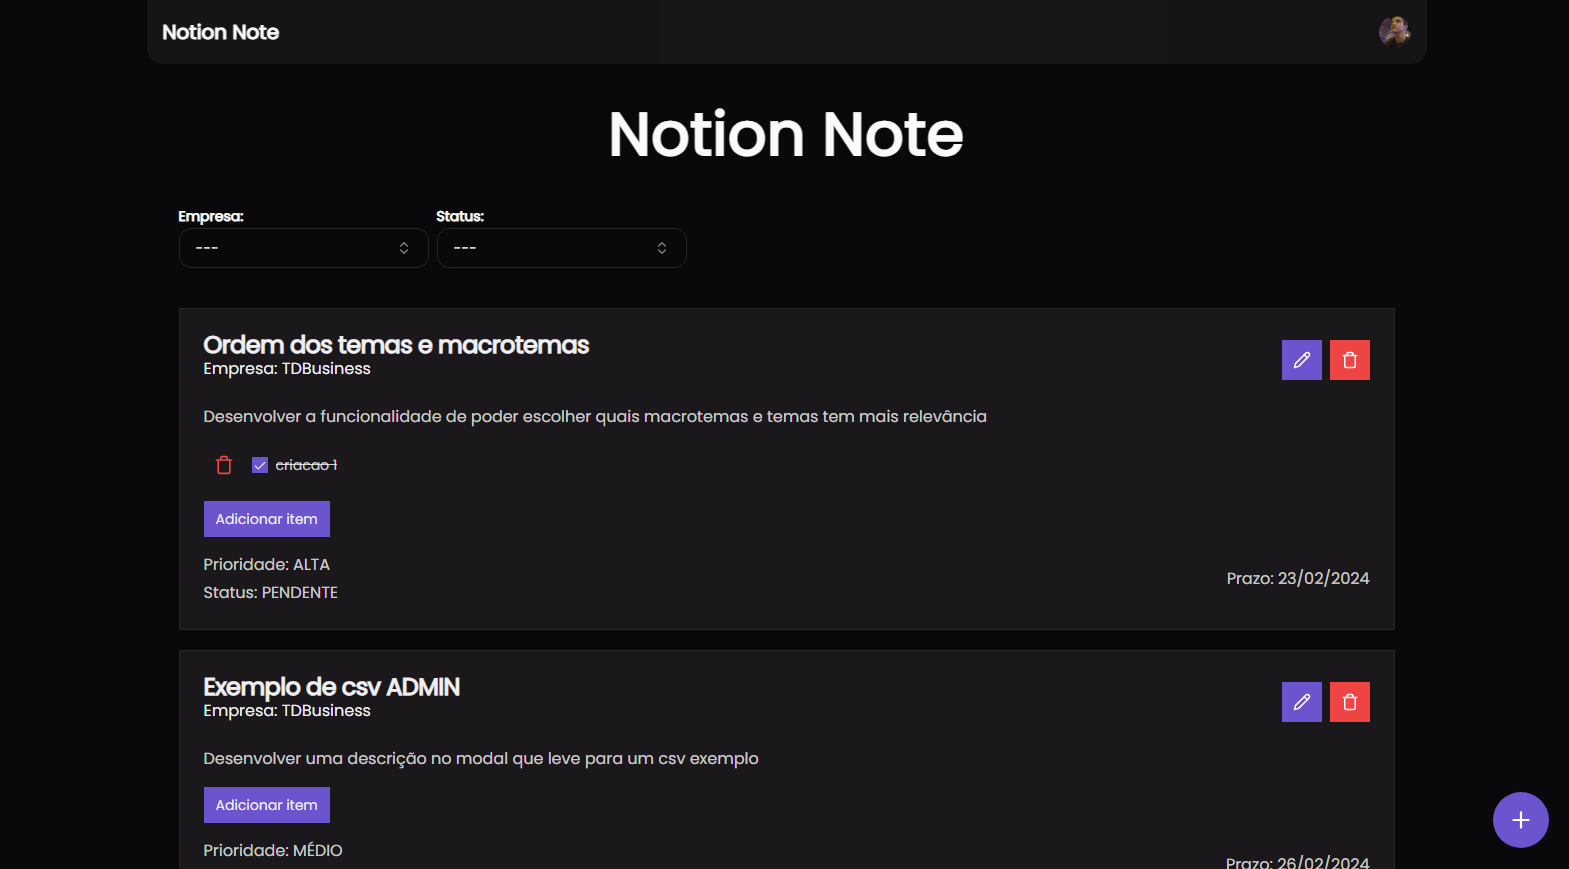 Notion Note
Notion Note
Empresa: Status:
--- ---
Ordem dos temas e macrotemas
Empresa: TDBusiness
Desenvolver a funcionalidade de poder escolher quais macrotemas e temas tem mais relevância
criacao 1
Adicionar item
Prioridade: ALTA
Prazo: 23/02/2024
Status: PENDENTE
Exemplo de csv ADMIN
Empresa: TDBusiness
Desenvolver uma descrição no modal que leve para um csv exemplo
Adicionar item
Prioridade: MÉDIO
Prazo: 26/02/2024